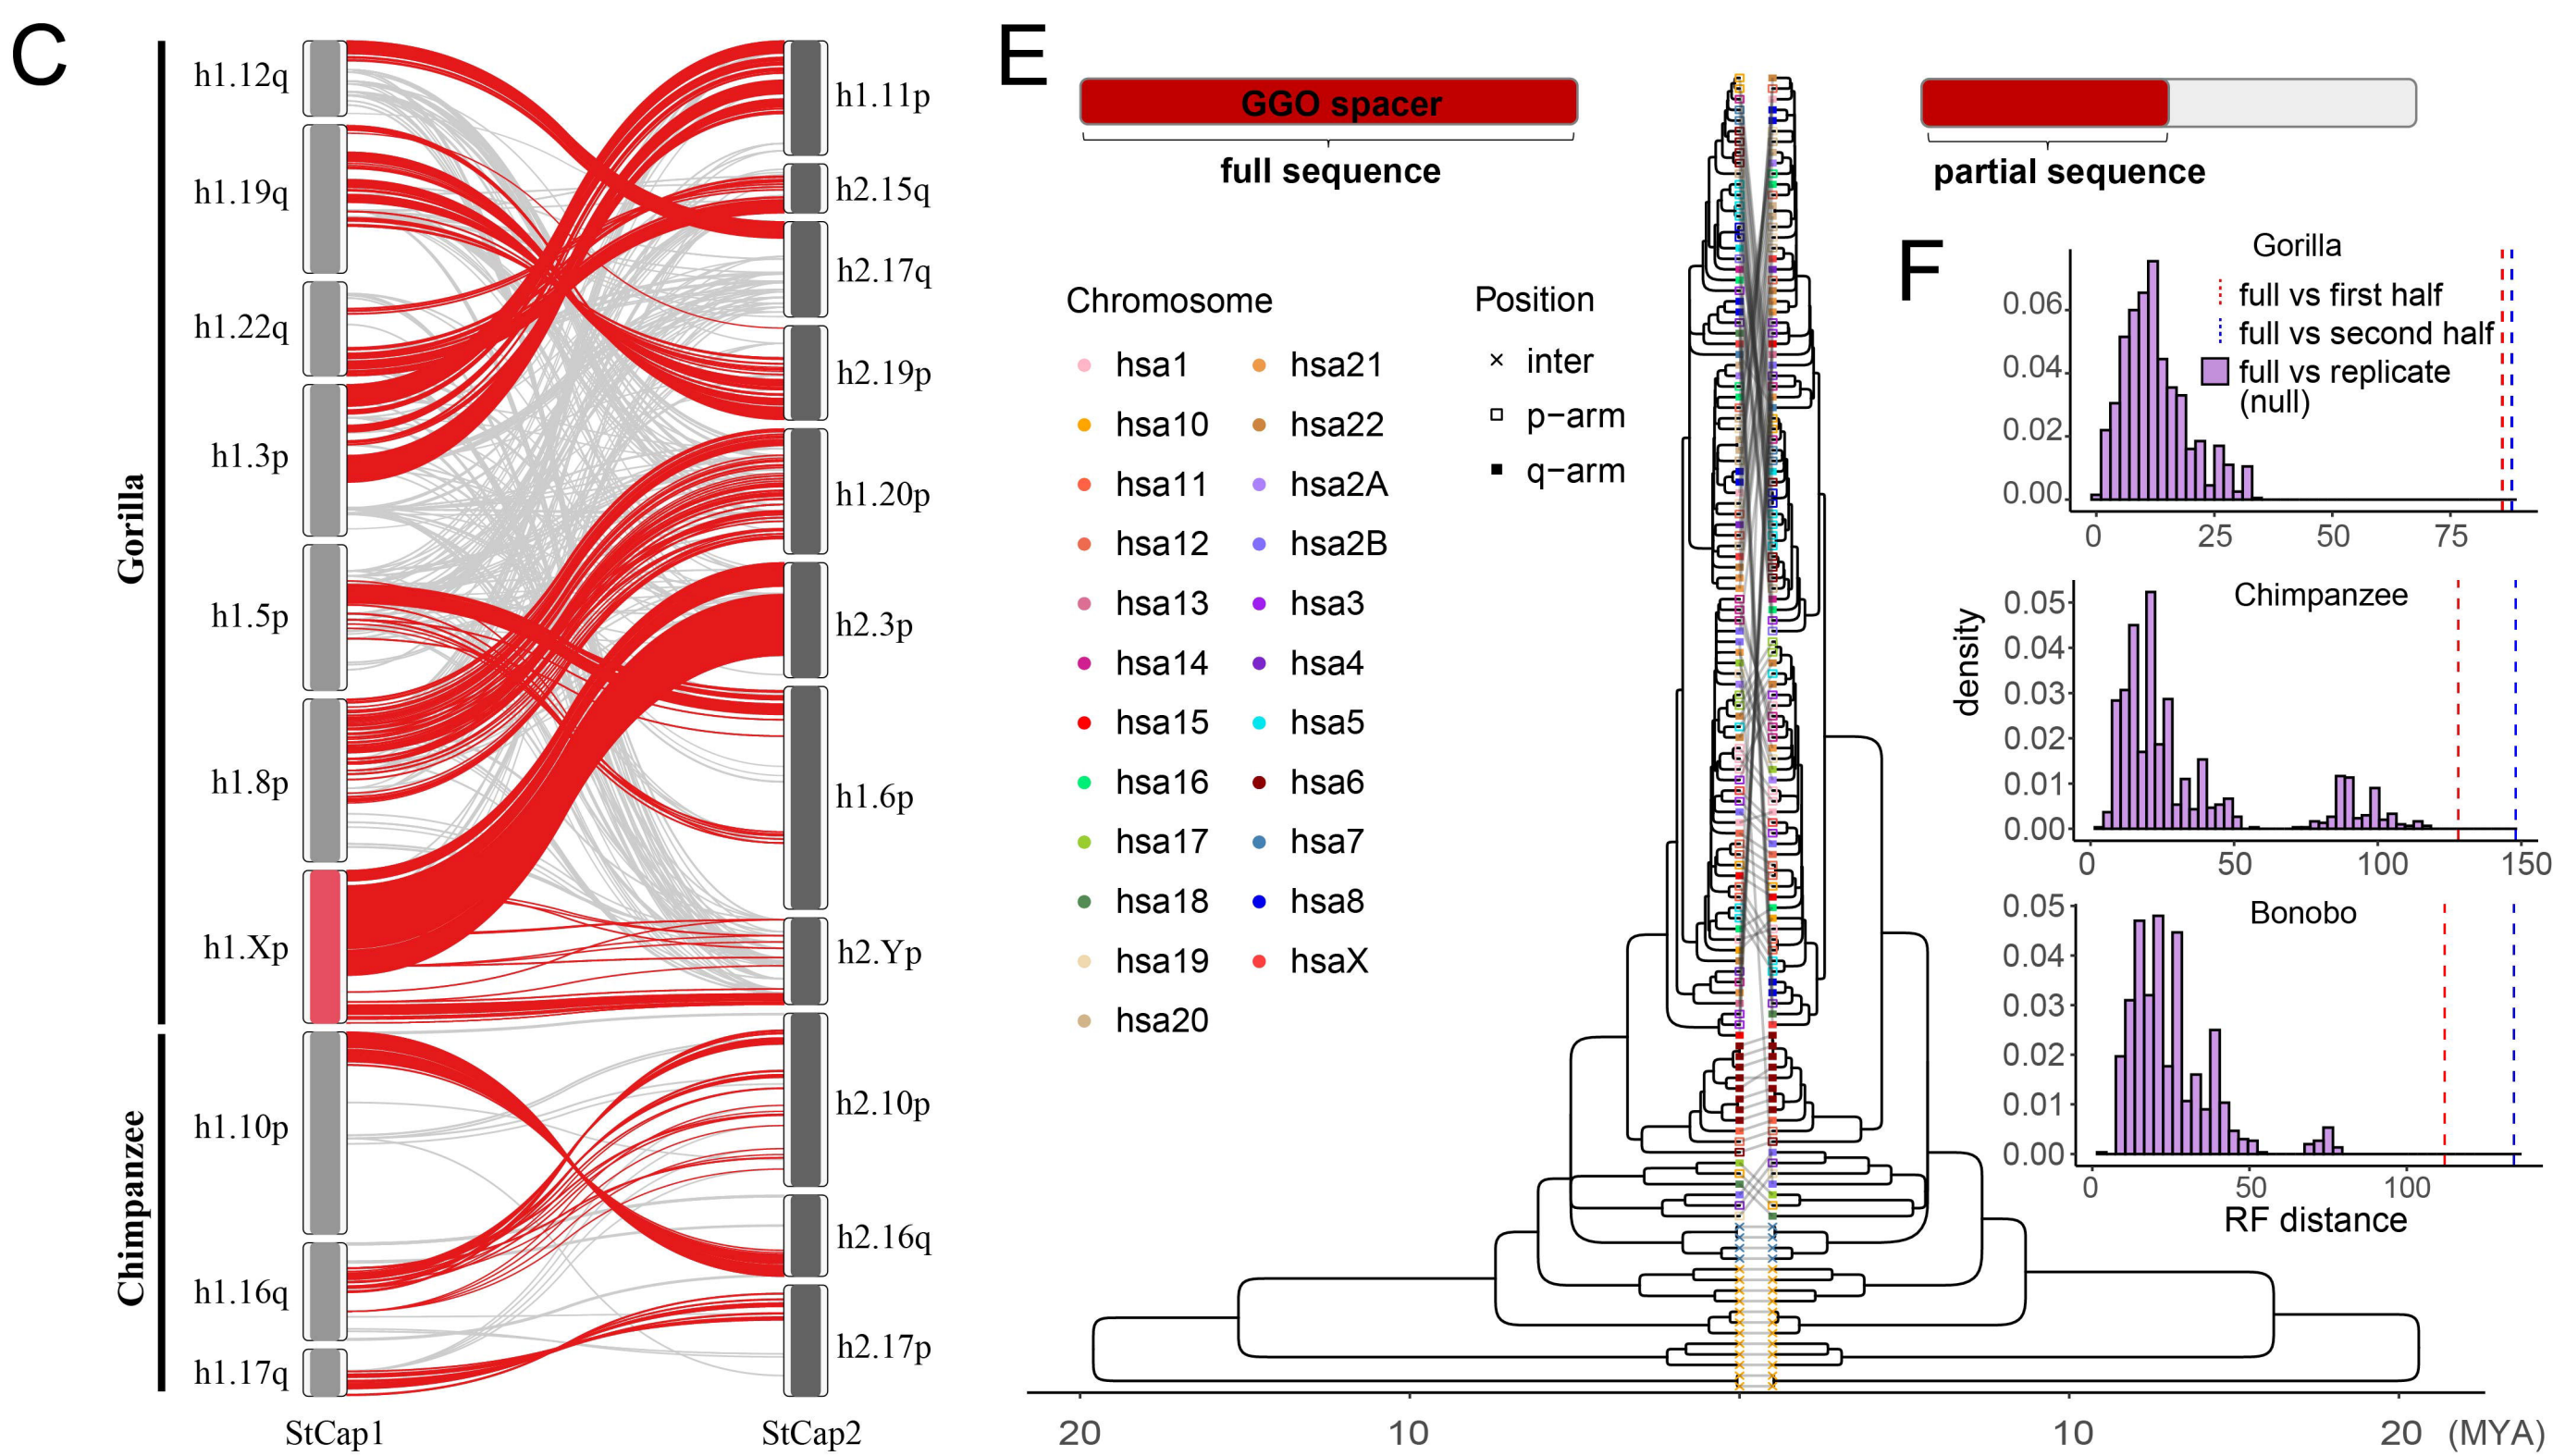 C
Gorilla
Chimpanzee
h1.12q
h1.19q
h1.22q
h1.3p
h1.5p
h1.8p
h1.Xp
h1.10p
h1.16q
h1.17q
StCap1
h1.11p
h2.15q
h2.17q
h2.19p
h1.20p
h2.3p
h1.6p
h2.Yp
h2.10p
h2.16q
h2.17p
StCap2
E
GGO spacer
full sequence
partial sequence
Chromosome
hsa1
hsa10
hsa11
hsa12
hsa13
hsa14
hsa15
hsa16
hsa17
hsa18
hsa19
hsa20
hsa21
hsa22
hsa2A
hsa2B
hsa3
hsa4
hsa5
hsa6
hsa7
hsa8
hsaX
Position
inter
p−arm
q−arm
20 10 10 20 (MYA)
F
Gorilla
full vs first half
full vs second half
full vs replicate
(null)
0.06
0.04
0.02
0.00
0 25 50 75
density
Chimpanzee
0.05
0.04
0.03
0.02
0.01
0.00
0 50 100 150
Bonobo
0.05
0.04
0.03
0.02
0.01
0.00
0 50 100
RF distance